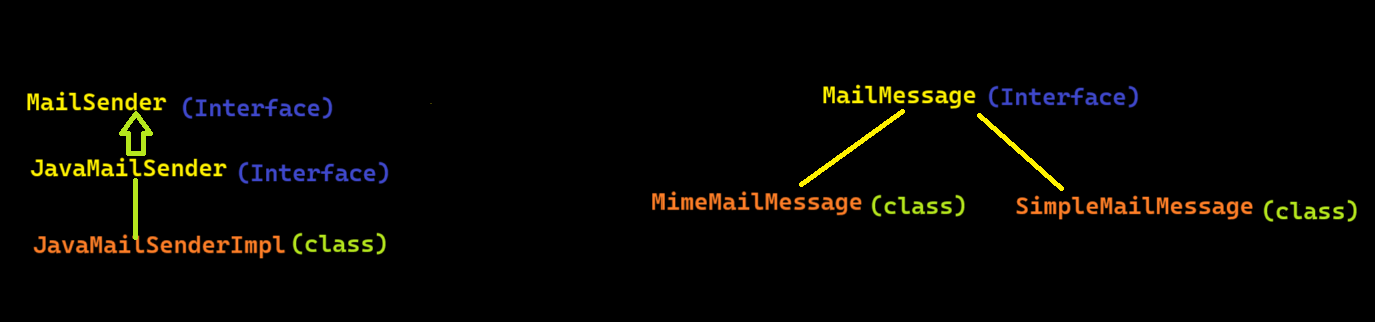 MailSender (Interface)
JavaMailSender (Interface)
JavaMailSenderImpl (class)
MailMessage (Interface)
MimeMailMessage (class) SimpleMailMessage (class)